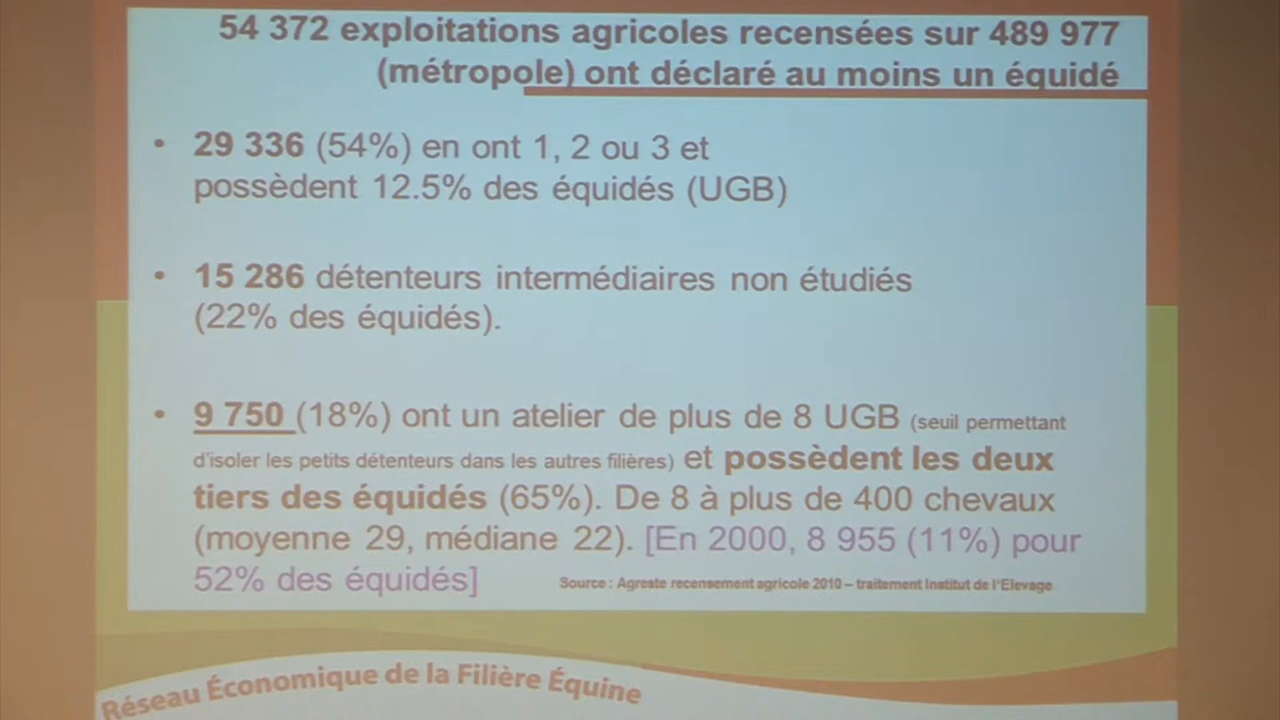 54 372 exploitations agricoles recensées sur 489 977
(métropole) ont déclaré au moins un équidé
• 29 336 (54%) en ont 1, 2 ou 3 et
possèdent 12.5% des équidés (UGB)
• 15 286 détenteurs intermédiaires non étudiés
(22% des équidés).
• 9 750 (18%) ont un atelier de plus de 8 UGB (seuil permettant
d'isoler les petits détenteurs dans les autres filières) et possèdent les deux
tiers des équidés (65%). De 8 à plus de 400 chevaux
(moyenne 29, médiane 22). [En 2000, 8 955 (11%) pour
52% des équidés]
Source : Agreste recensement agricole 2010 – traitement Institut de l'Elevage
Réseau Économique de la Filière Équine